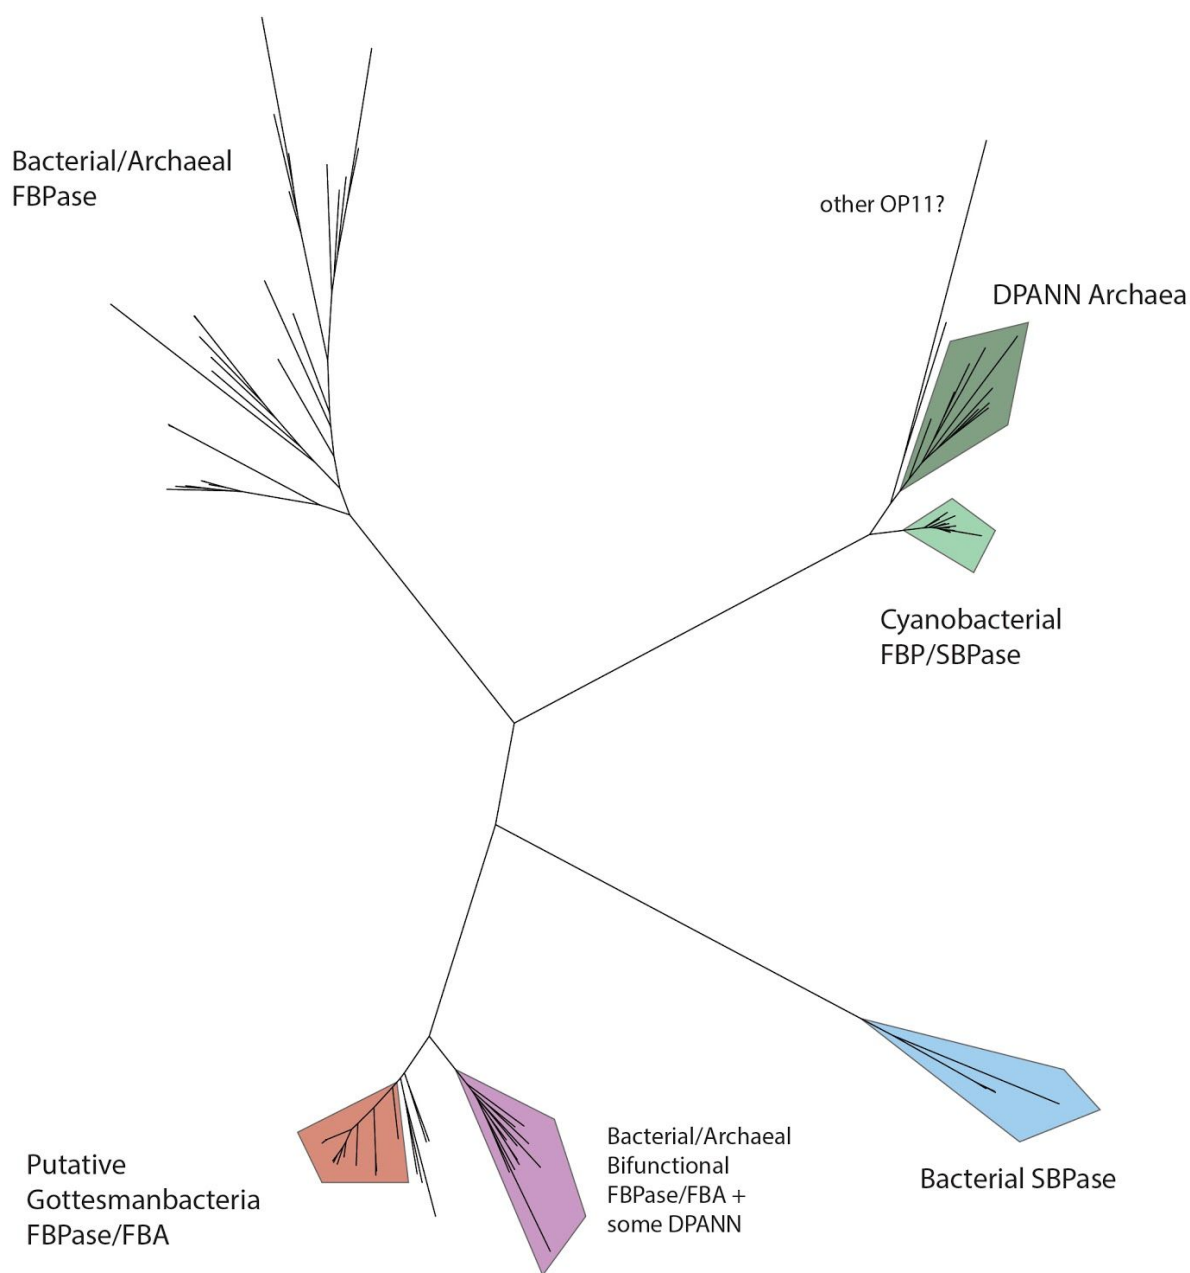 Bacterial/Archaeal
FBPase
other OP11?
DPANN Archaea
Cyanobacterial
FBP/SBPase
Putative
Gottesmanbacteria
FBPase/FBA
Bacterial/Archaeal
Bifunctional
FBPase/FBA +
some DPANN
Bacterial SBPase